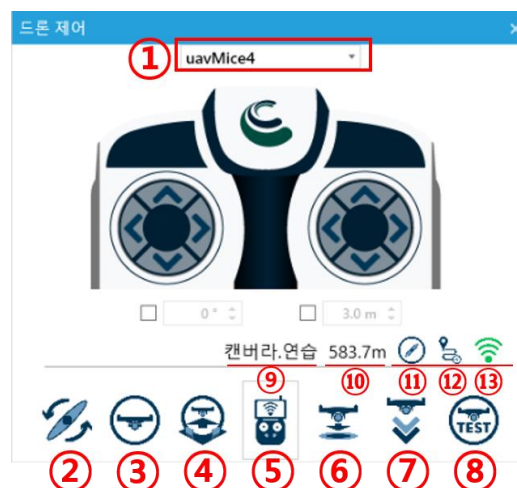 드론 제어
① uavMice4
0 ° 3.0 m
캔버라.연습 583.7m
⑨ ⑩ ⑪ ⑫ ⑬
TEST
② ③ ④ ⑤ ⑥ ⑦ ⑧